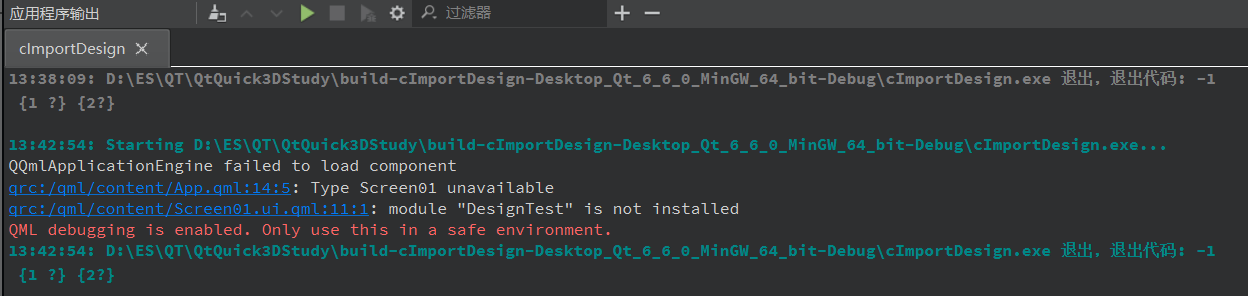 应用程序输出 过滤器
cImportDesign
13:38:09: D:\ES\QT\QtQuick3DStudy\build-cImportDesign-Desktop_Qt_6_6_0_MinGW_64_bit-Debug\cImportDesign.exe 退出，退出代码: -1
{1 ?} {2?}
13:42:54: Starting D:\ES\QT\QtQuick3DStudy\build-cImportDesign-Desktop_Qt_6_6_0_MinGW_64_bit-Debug\cImportDesign.exe...
QQmlApplicationEngine failed to load component
qrc:/qml/content/App.qml:14:5: Type Screen01 unavailable
qrc:/qml/content/Screen01.ui.qml:11:1: module "DesignTest" is not installed
QML debugging is enabled. Only use this in a safe environment.
13:42:54: D:\ES\QT\QtQuick3DStudy\build-cImportDesign-Desktop_Qt_6_6_0_MinGW_64_bit-Debug\cImportDesign.exe 退出，退出代码: -1
{1 ?} {2?}